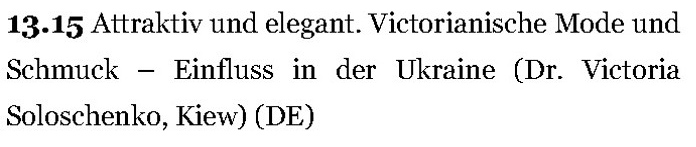 13.15 Attraktiv und elegant. Victorianische Mode und
Schmuck – Einfluss in der Ukraine (Dr. Victoria
Soloschenko, Kiew) (DE)